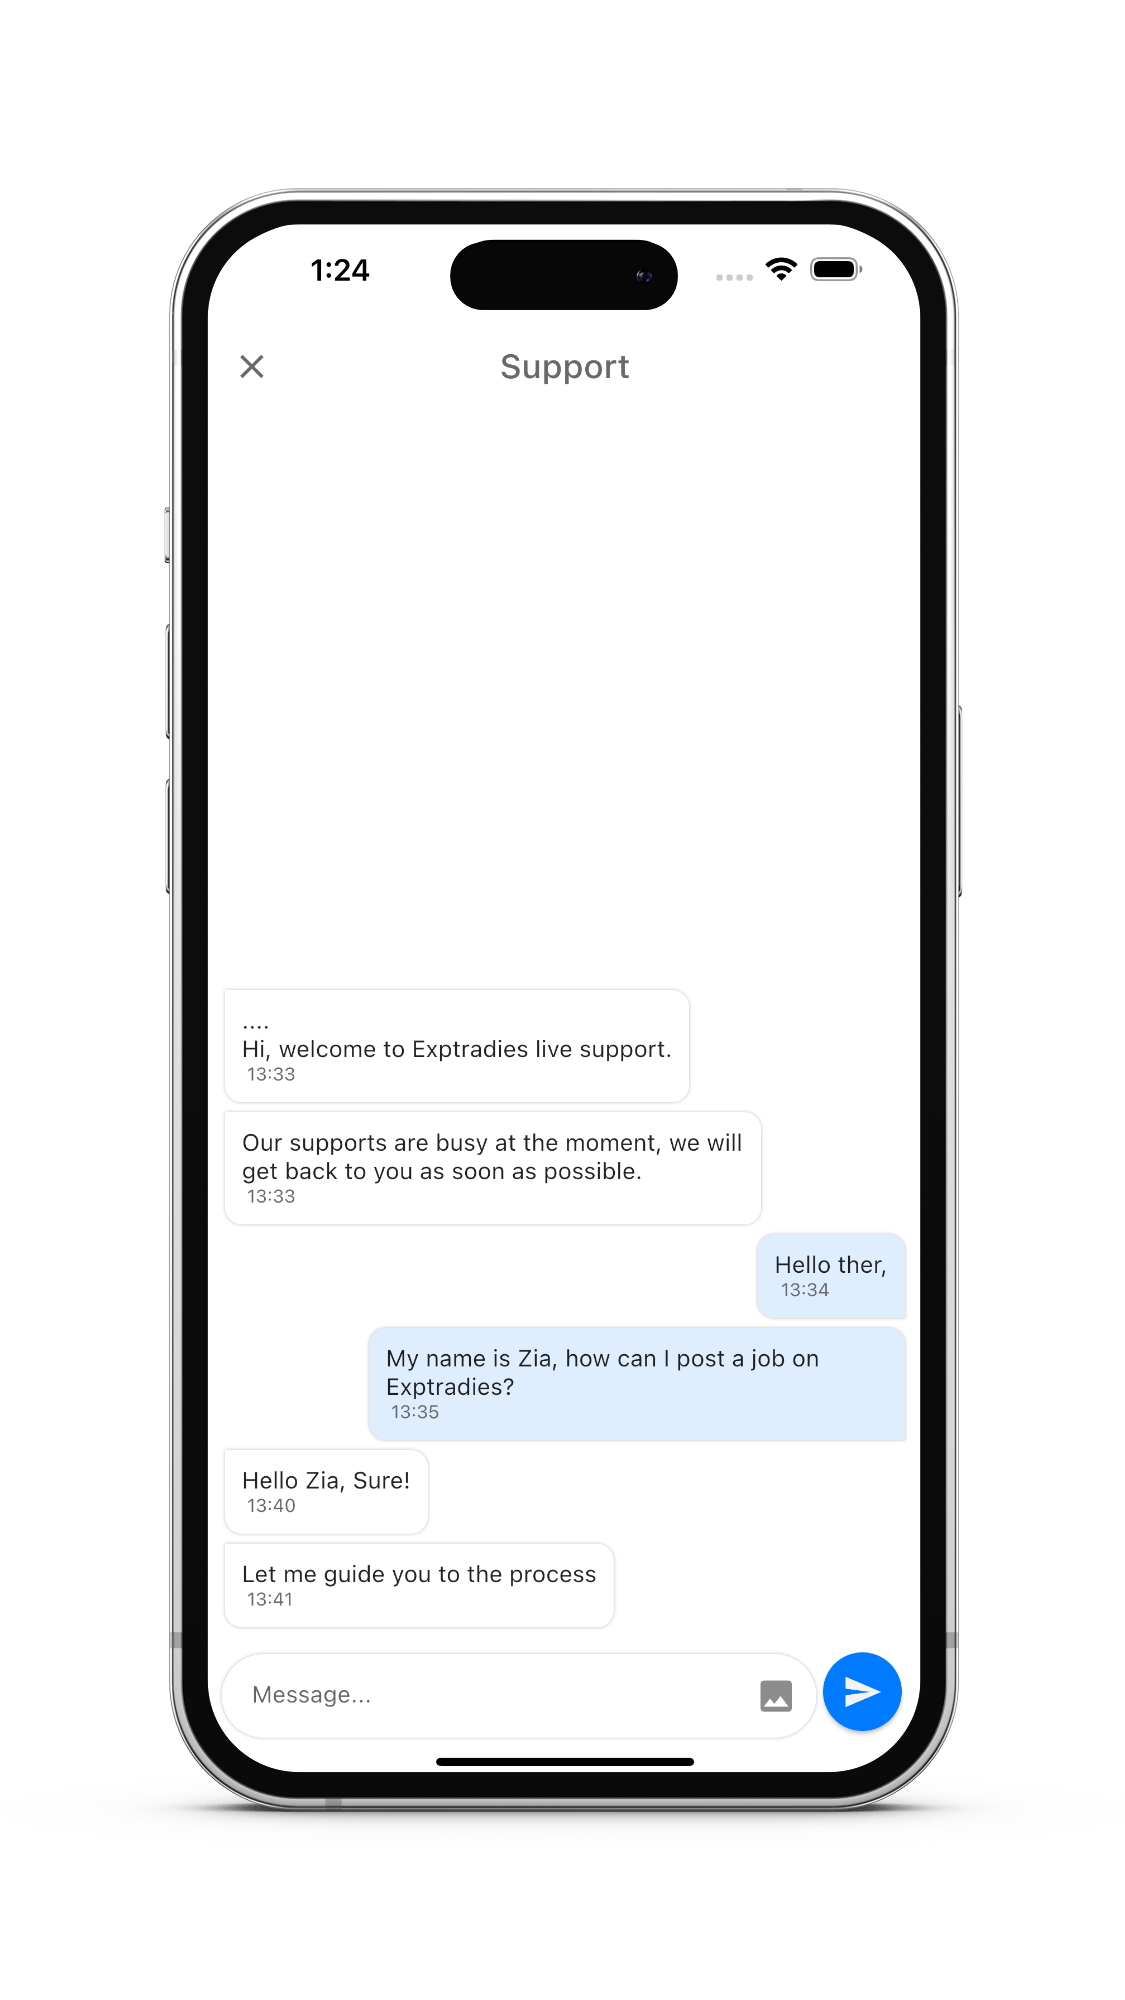 1:24
Support
....
Hi, welcome to Exptradies live support.
13:33
Our supports are busy at the moment, we will
get back to you as soon as possible.
13:33
Hello ther,
13:34
My name is Zia, how can I post a job on
Exptradies?
13:35
Hello Zia, Sure!
13:40
Let me guide you to the process
13:41
Message...